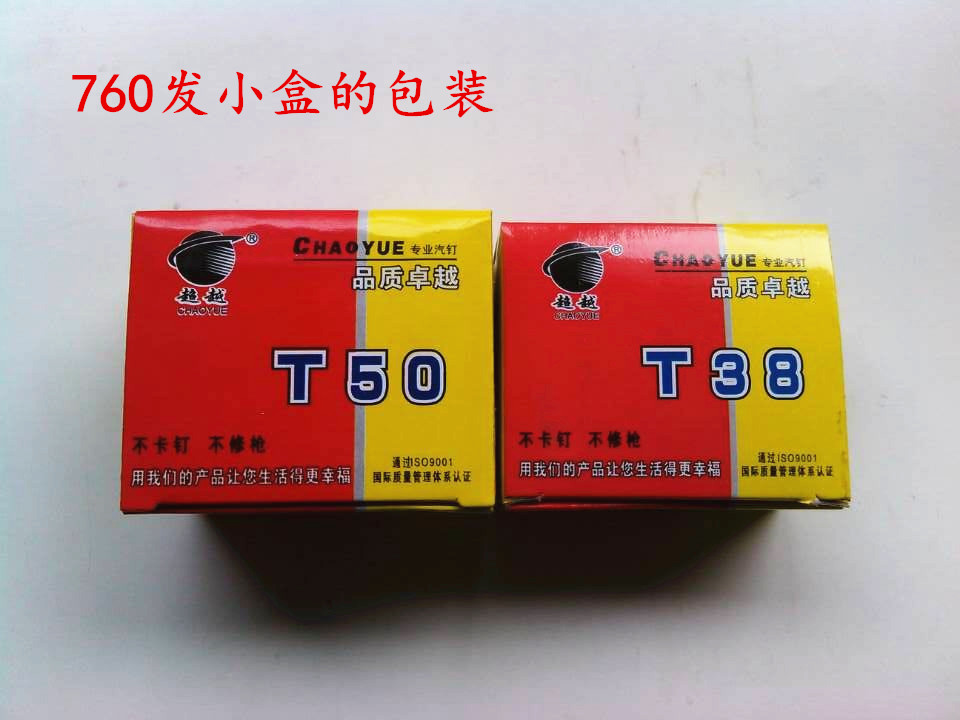 760发小盒的包装
®
CHAOYUE 专业汽钉
品质卓越
超越
CHAOYUE
T50
不卡钉 不修枪
用我们的产品让您生活得更幸福
通过ISO9001
国际质量管理体系认证
®
CHAOYUE 专业汽钉
品质卓越
超越
CHAOYUE
T38
不卡钉 不修枪
用我们的产品让您生活得更幸福
通过ISO9001
国际质量管理体系认证